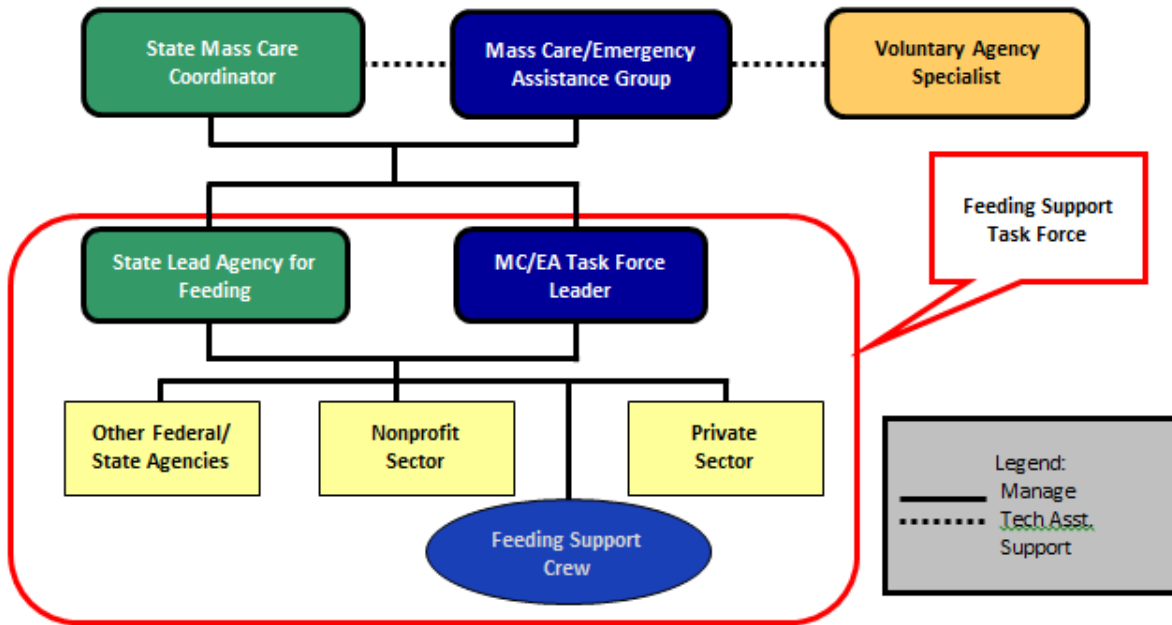 State Mass Care
Coordinator
Mass Care/Emergency
Assistance Group
Voluntary Agency
Specialist
Feeding Support
Task Force
State Lead Agency for
Feeding
MC/EA Task Force
Leader
Other Federal/
State Agencies
Nonprofit
Sector
Private
Sector
Feeding Support
Crew
Legend:
Manage
Tech Asst.
Support